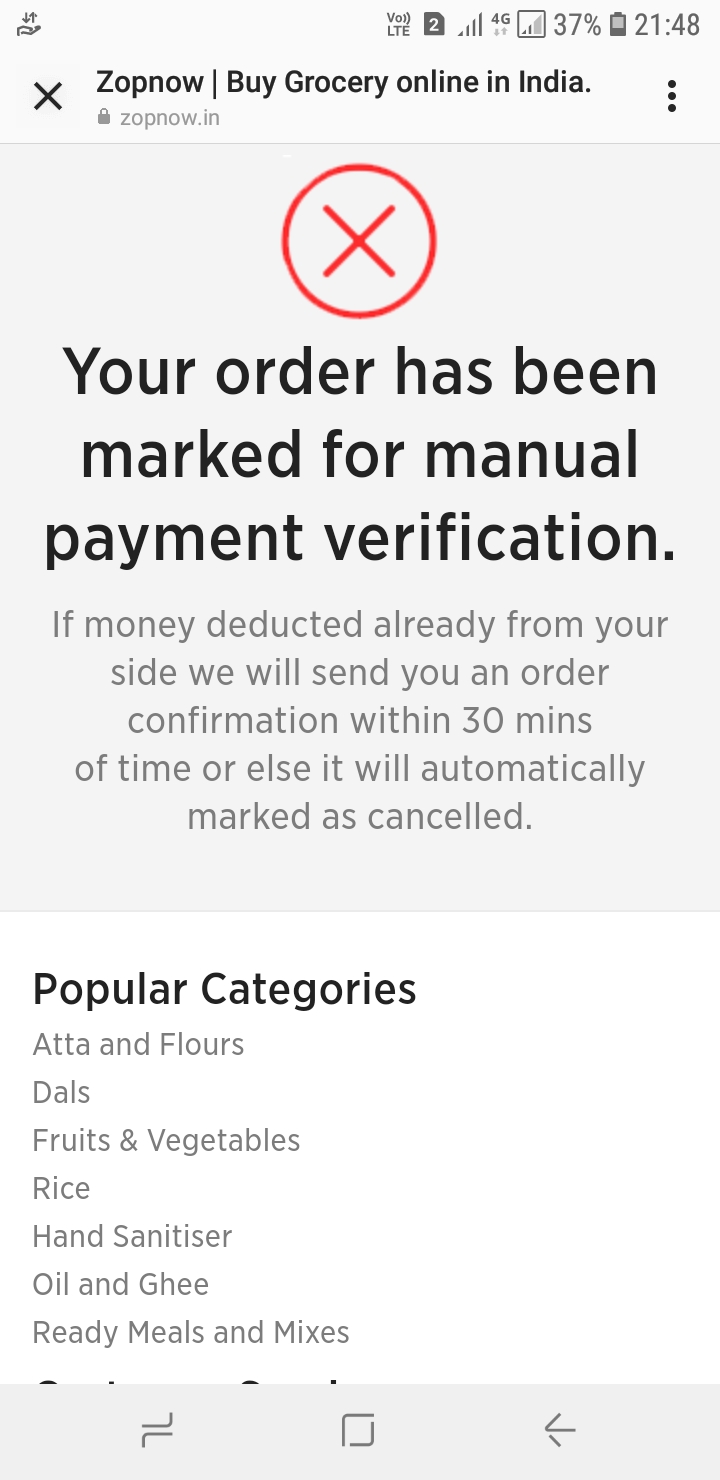 Vo)) LTE 2 4G 37% 21:48
Zopnow | Buy Grocery online in India.
zopnow.in
Your order has been
marked for manual
payment verification.
If money deducted already from your
side we will send you an order
confirmation within 30 mins
of time or else it will automatically
marked as cancelled.
Popular Categories
Atta and Flours
Dals
Fruits & Vegetables
Rice
Hand Sanitiser
Oil and Ghee
Ready Meals and Mixes